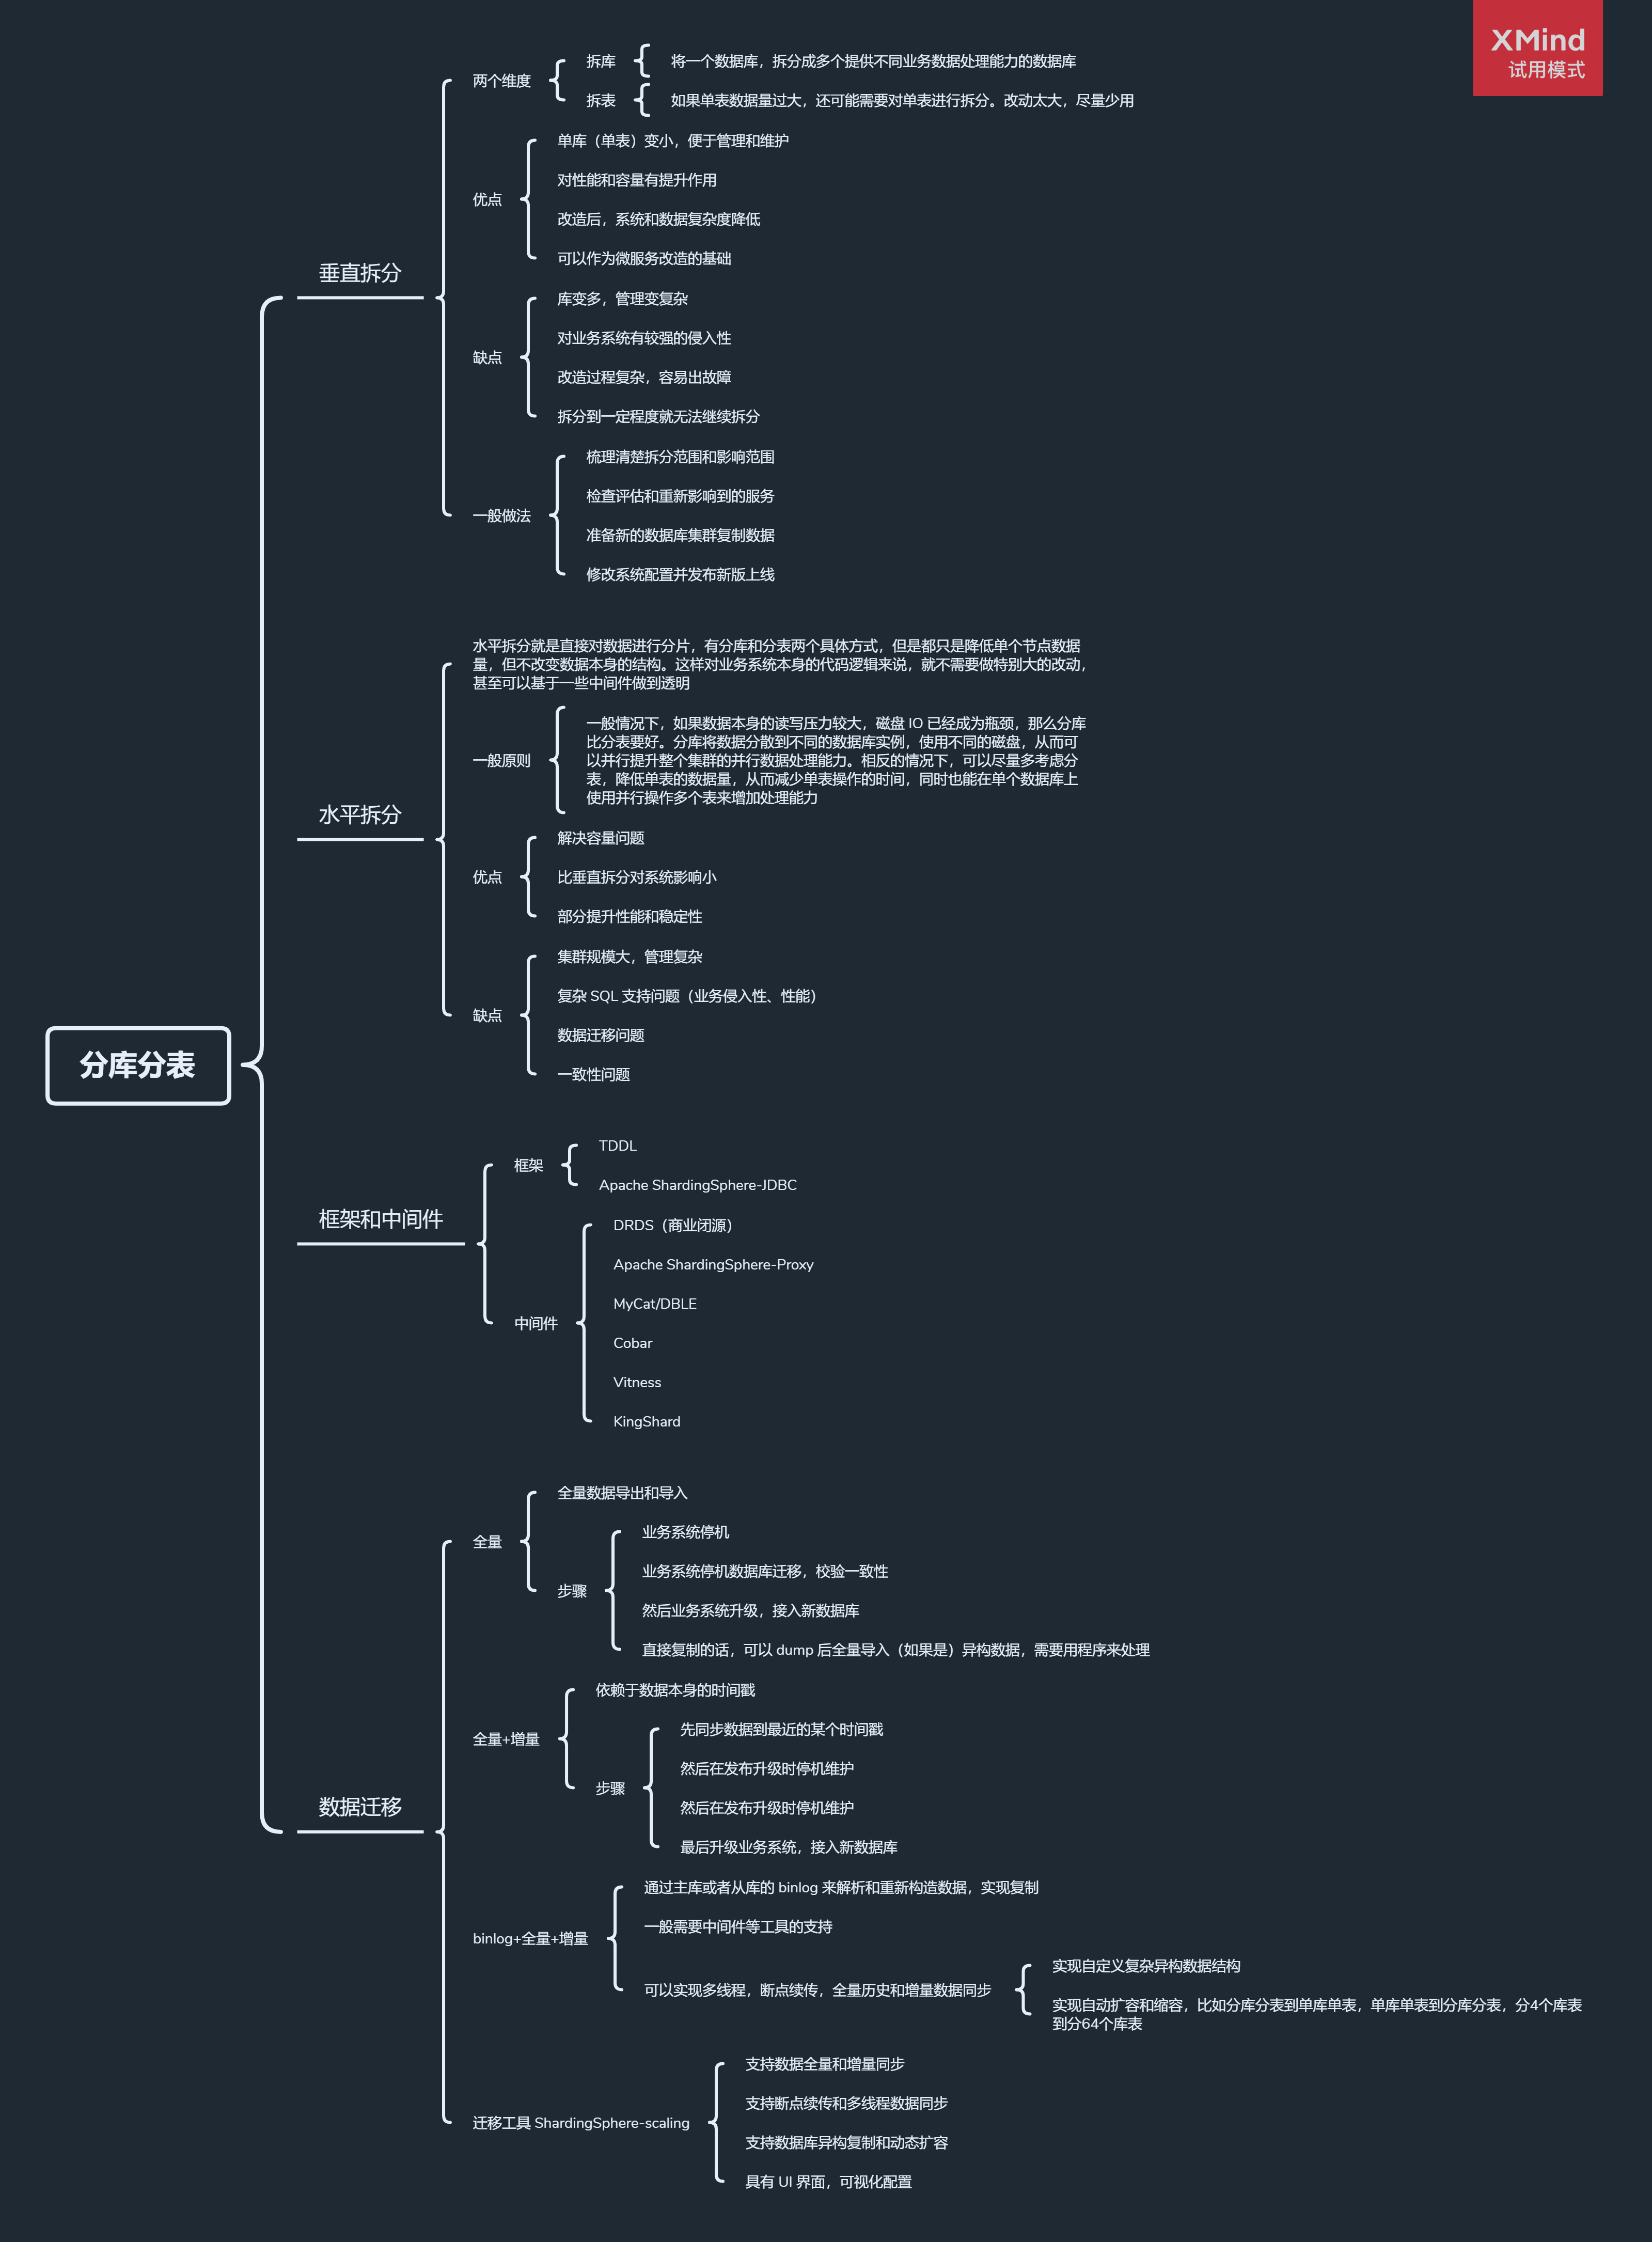 XMind
试用模式
分库分表
垂直拆分
两个维度
拆库
将一个数据库，拆分成多个提供不同业务数据处理能力的数据库
拆表
如果单表数据量过大，还可能需要对单表进行拆分。改动太大，尽量少用
优点
单库（单表）变小，便于管理和维护
对性能和容量有提升作用
改造后，系统和数据复杂度降低
可以作为微服务改造的基础
缺点
库变多，管理变复杂
对业务系统有较强的侵入性
改造过程复杂，容易出故障
拆分到一定程度就无法继续拆分
一般做法
梳理清楚拆分范围和影响范围
检查评估和重新影响到的服务
准备新的数据库集群复制数据
修改系统配置并发布新版上线
水平拆分
水平拆分就是直接对数据进行分片，有分库和分表两个具体方式，但是都只是降低单个节点数据
量，但不改变数据本身的结构。这样对业务系统本身的代码逻辑来说，就不需要做特别大的改动，
甚至可以基于一些中间件做到透明
一般原则
一般情况下，如果数据本身的读写压力较大，磁盘 IO 已经成为瓶颈，那么分库
比分表要好。分库将数据分散到不同的数据库实例，使用不同的磁盘，从而可
以并行提升整个集群的并行数据处理能力。相反的情况下，可以尽量多考虑分
表，降低单表的数据量，从而减少单表操作的时间，同时也能在单个数据库上
使用并行操作多个表来增加处理能力
优点
解决容量问题
比垂直拆分对系统影响小
部分提升性能和稳定性
缺点
集群规模大，管理复杂
复杂 SQL 支持问题（业务侵入性、性能）
数据迁移问题
一致性问题
框架和中间件
框架
TDDL
Apache ShardingSphere-JDBC
中间件
DRDS（商业闭源）
Apache ShardingSphere-Proxy
MyCat/DBLE
Cobar
Vitness
KingShard
数据迁移
全量
全量数据导出和导入
步骤
业务系统停机
业务系统停机数据库迁移，校验一致性
然后业务系统升级，接入新数据库
直接复制的话，可以 dump 后全量导入（如果是）异构数据，需要用程序来处理
全量+增量
依赖于数据本身的时间戳
步骤
先同步数据到最近的某个时间戳
然后在发布升级时停机维护
然后在发布升级时停机维护
最后升级业务系统，接入新数据库
binlog+全量+增量
通过主库或者从库的 binlog 来解析和重新构造数据，实现复制
一般需要中间件等工具的支持
可以实现多线程，断点续传，全量历史和增量数据同步
实现自定义复杂异构数据结构
实现自动扩容和缩容，比如分库分表到单库单表，单库单表到分库分表，分4个库表
到分64个库表
迁移工具 ShardingSphere-scaling
支持数据全量和增量同步
支持断点续传和多线程数据同步
支持数据库异构复制和动态扩容
具有 UI 界面，可视化配置